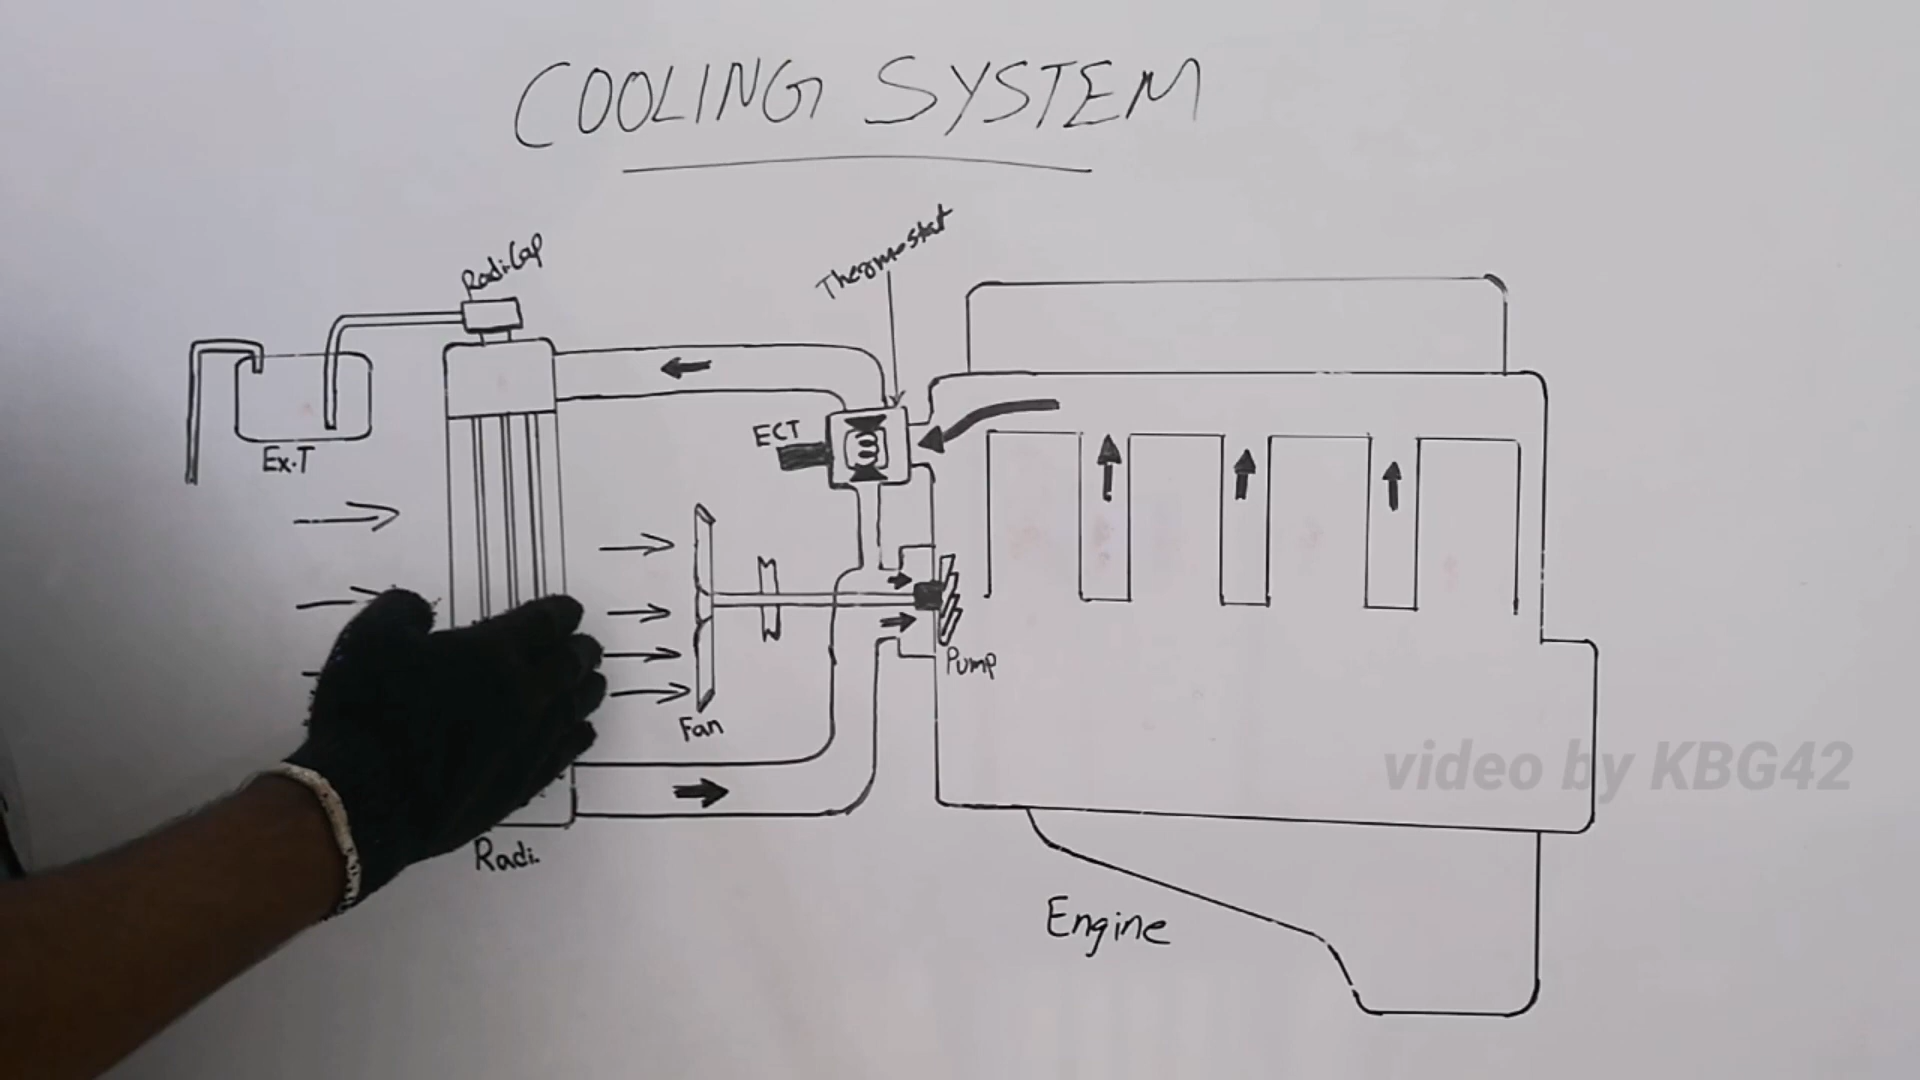 COOLING SYSTEM
Radi.Cap
Thermostat
ECT
Ex.T
Pump
Fan
video by KBG42
Radi.
Engine